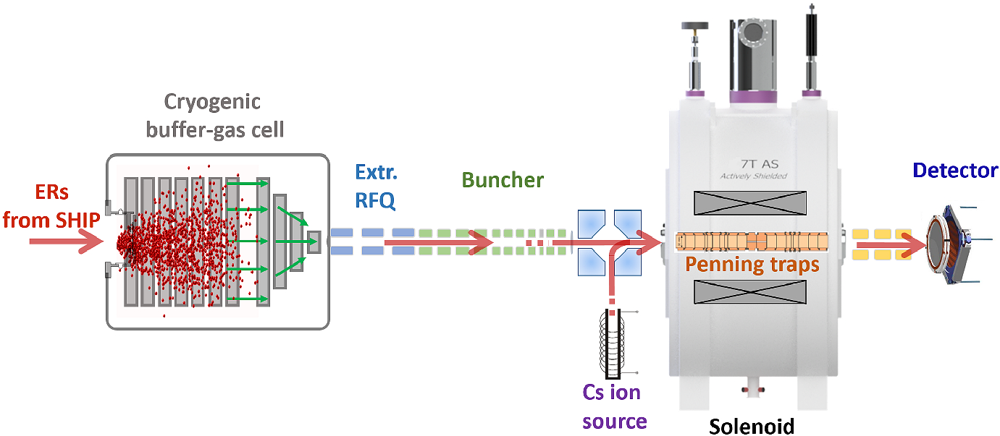 Cryogenic
buffer-gas cell
ERs
from SHIP
Extr.
RFQ
Buncher
Cs ion
source
7T AS
Actively Shielded
Penning traps
Solenoid
Detector